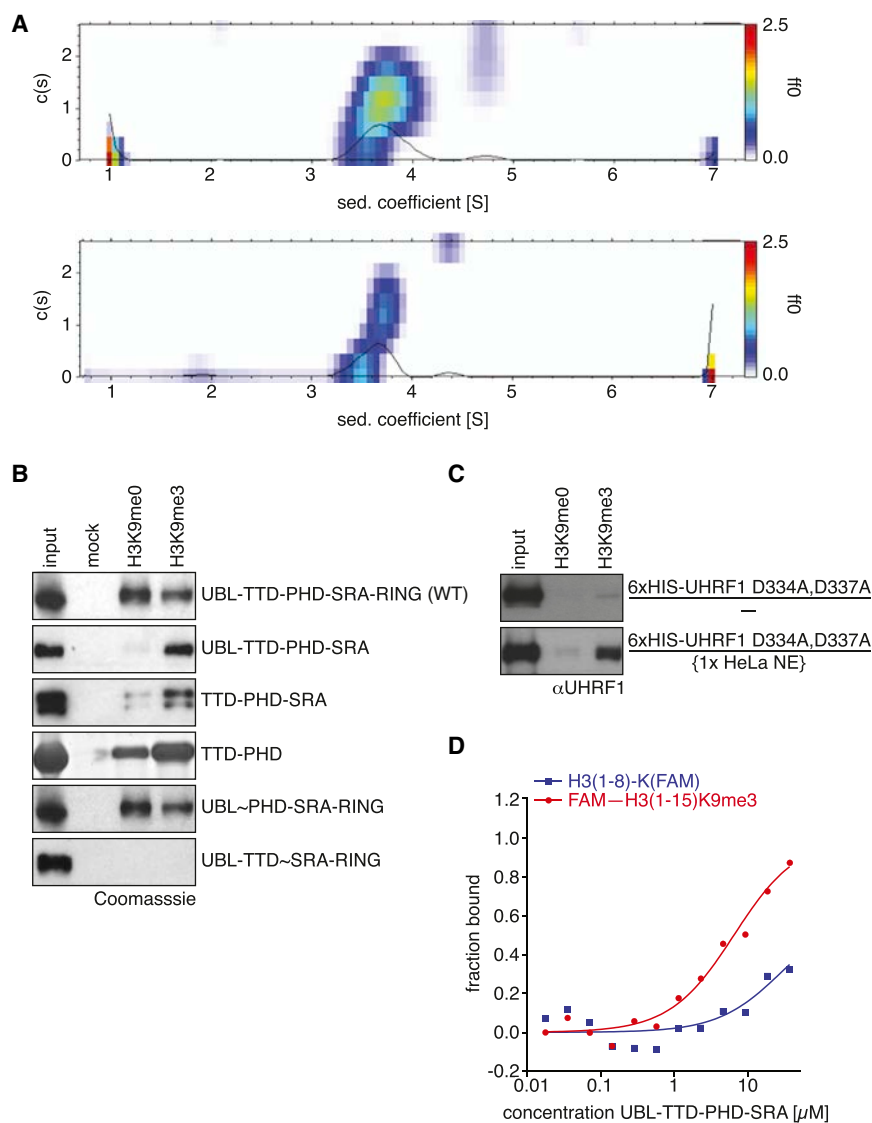 A
c(s)
2
1
0
1 2 3 4 5 6 7
sed. coefficient [S]
2.5
ff0
0.0
c(s)
2
1
0
1 2 3 4 5 6 7
sed. coefficient [S]
2.5
ff0
0.0
B
input
mock
H3K9me0
H3K9me3
UBL-TTD-PHD-SRA-RING (WT)
UBL-TTD-PHD-SRA
TTD-PHD-SRA
TTD-PHD
UBL~PHD-SRA-RING
UBL-TTD~SRA-RING
Coomasssie
C
input
H3K9me0
H3K9me3
6xHIS-UHRF1 D334A,D337A
–
6xHIS-UHRF1 D334A,D337A
{1x HeLa NE}
αUHRF1
D
H3(1-8)-K(FAM)
FAM—H3(1-15)K9me3
fraction bound
1.2
1.0
0.8
0.6
0.4
0.2
0.0
-0.2
0.01 0.1 1 10
concentration UBL-TTD-PHD-SRA [µM]